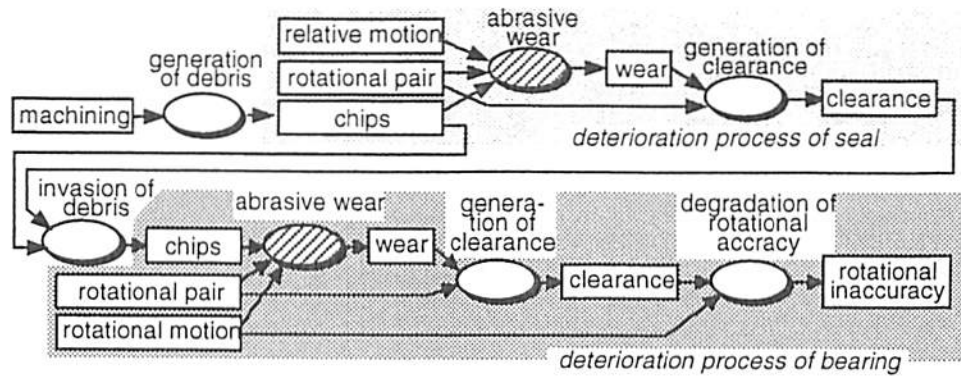 abrasive
wear
relative motion
generation
of debris
generation of
clearance
rotational pair
wear
machining
chips
clearance
deterioration process of seal
invasion of
debris
abrasive wear
genera-
tion of
clearance
degradation of
rotational
accracy
chips
wear
rotational pair
clearance
rotational
inaccuracy
rotational motion
deterioration process of bearing